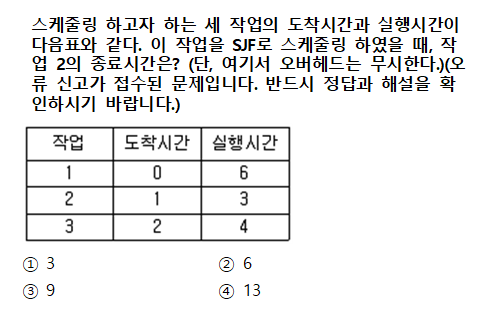 스케줄링 하고자 하는 세 작업의 도착시간과 실행시간이
다음표와 같다. 이 작업을 SJF로 스케줄링 하였을 때, 작
업 2의 종료시간은? (단, 여기서 오버헤드는 무시한다.)(오
류 신고가 접수된 문제입니다. 반드시 정답과 해설을 확
인하시기 바랍니다.)
작업 도착시간 실행시간
1 0 6
2 1 3
3 2 4
① 3 ② 6
③ 9 ④ 13